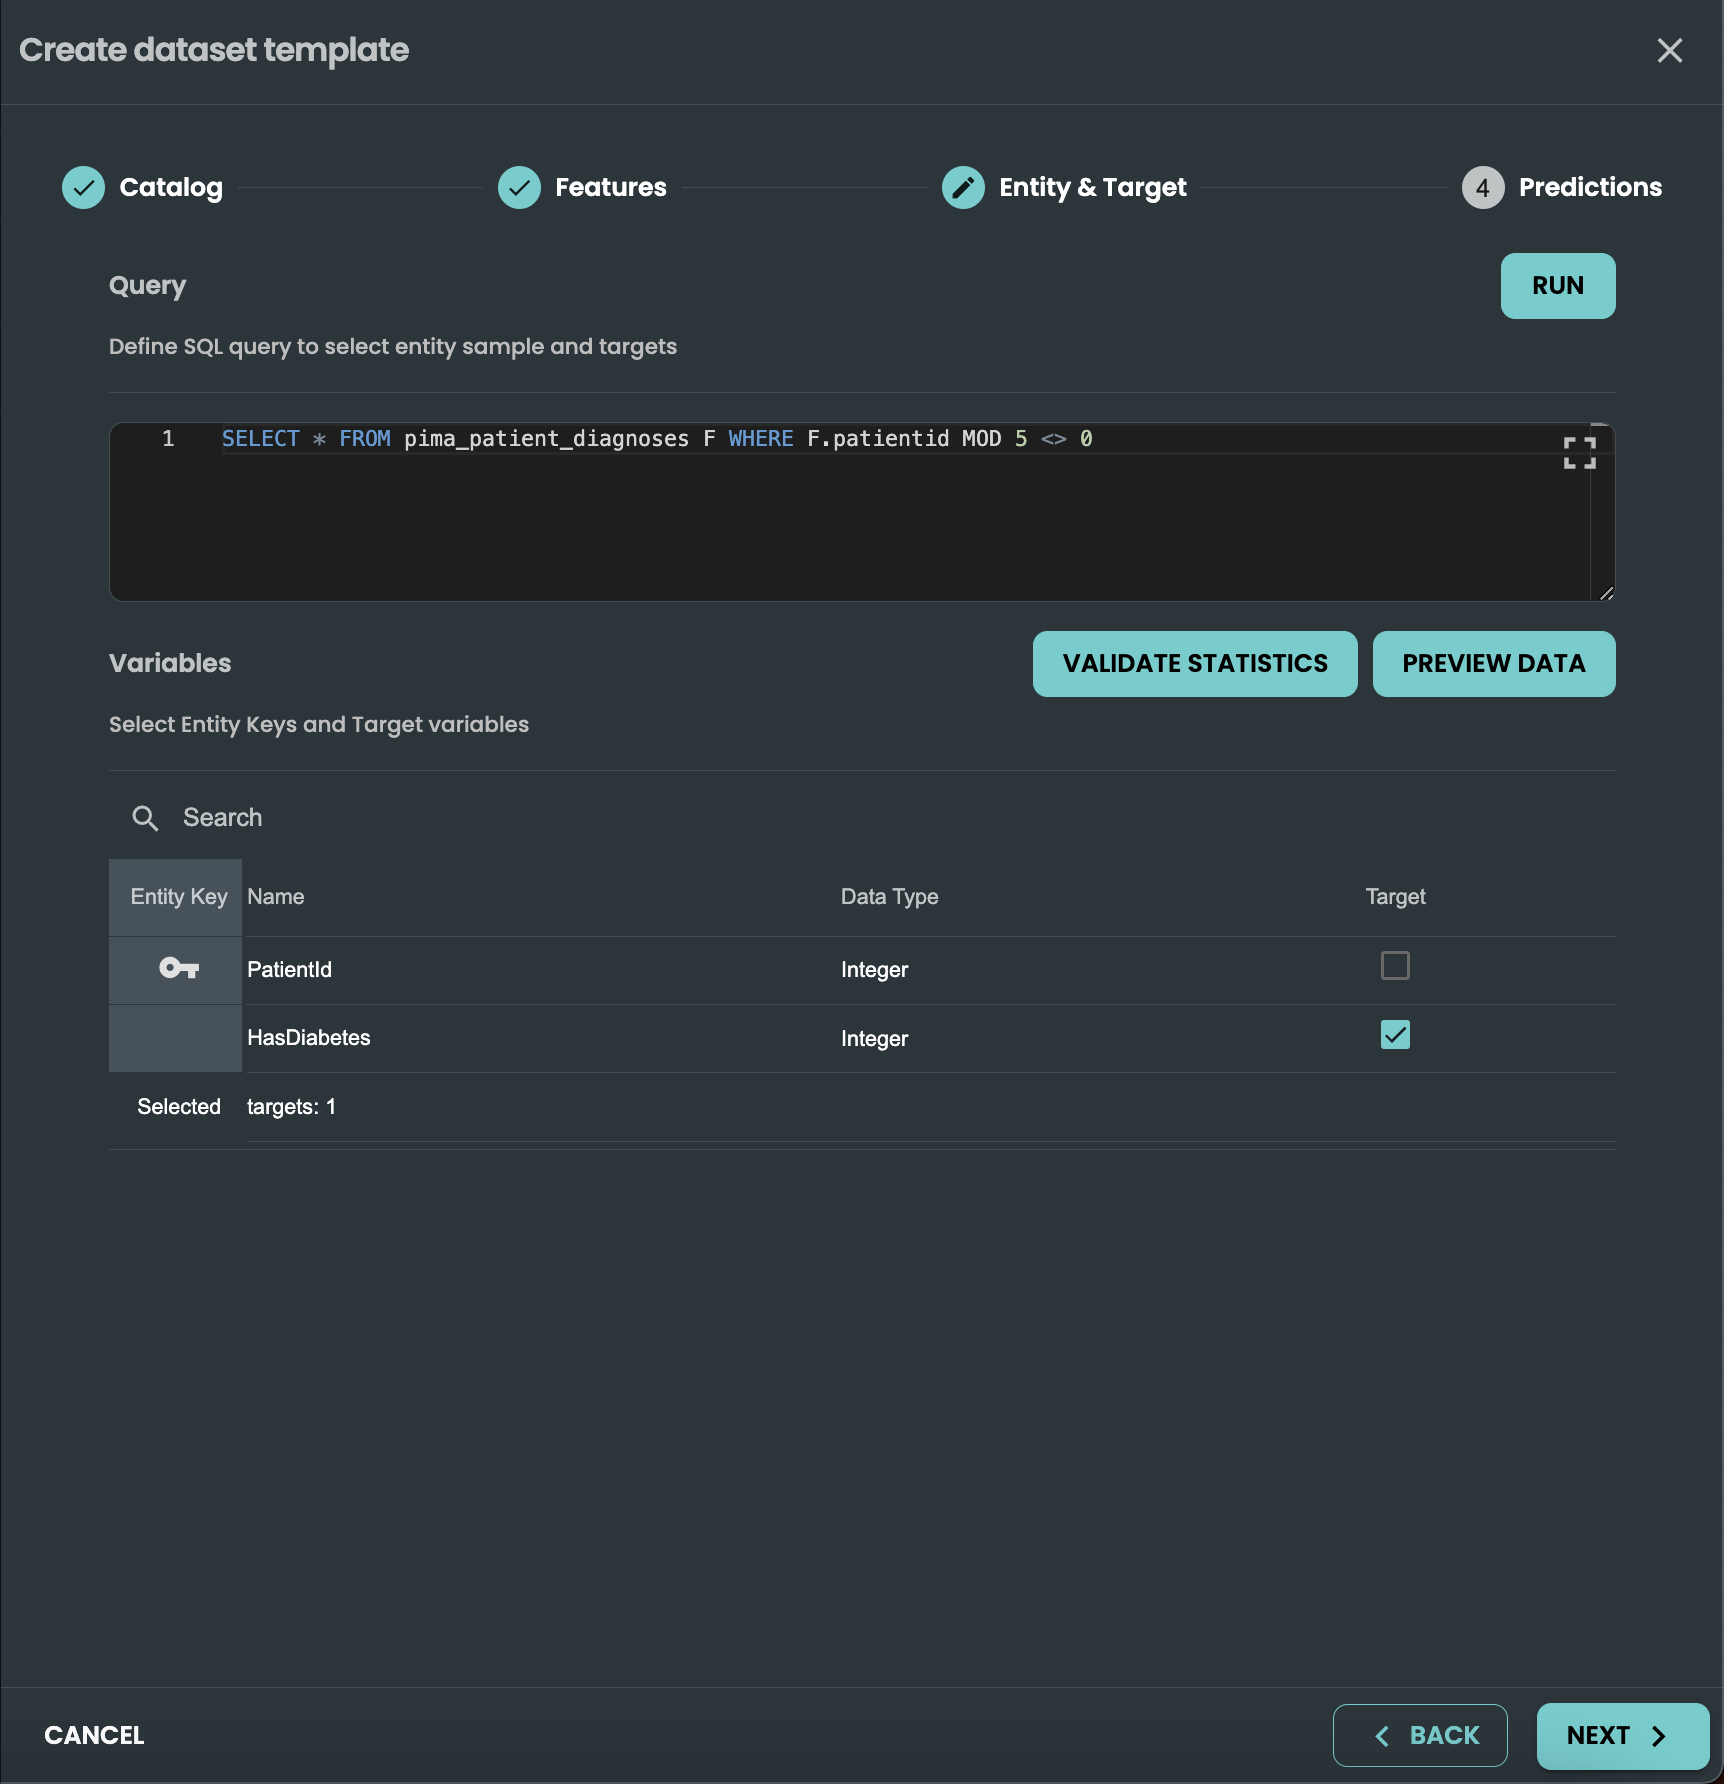 Create dataset template
Catalog
Features
Entity & Target
4 Predictions
Query
RUN
Define SQL query to select entity sample and targets
1 SELECT * FROM pima_patient_diagnoses F WHERE F.patientid MOD 5 <> 0
Variables
VALIDATE STATISTICS
PREVIEW DATA
Select Entity Keys and Target variables
Search
Entity Key Name Data Type Target
PatientId Integer
HasDiabetes Integer
Selected targets: 1
CANCEL
BACK
NEXT